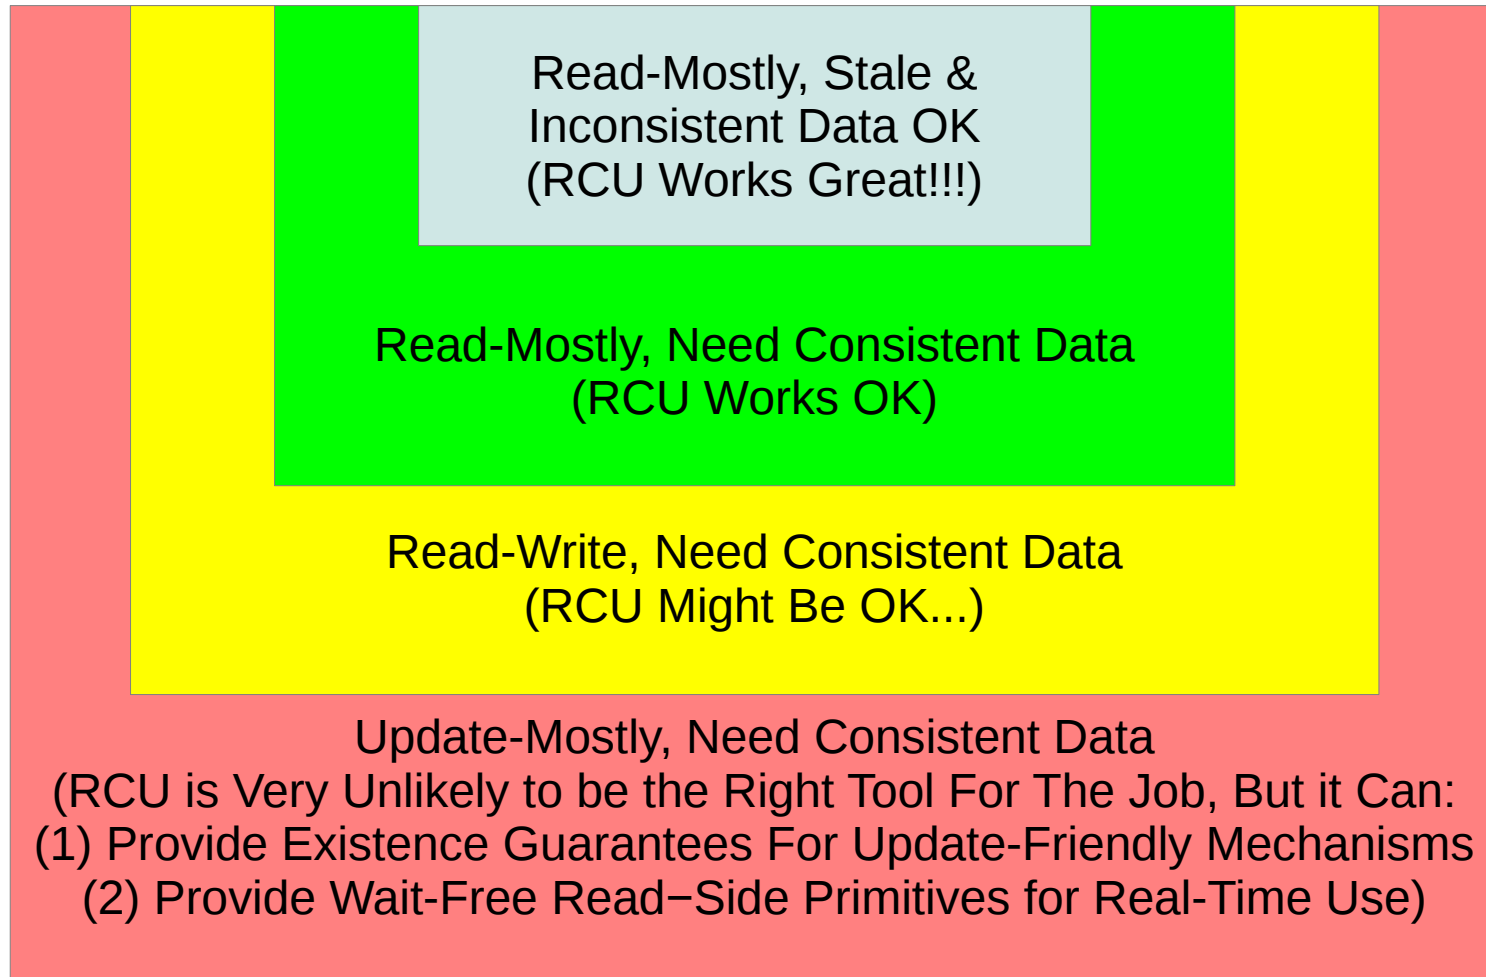 Read-Mostly, Stale &
Inconsistent Data OK
(RCU Works Great!!!)
Read-Mostly, Need Consistent Data
(RCU Works OK)
Read-Write, Need Consistent Data
(RCU Might Be OK...)
Update-Mostly, Need Consistent Data
(RCU is Very Unlikely to be the Right Tool For The Job, But it Can:
(1) Provide Existence Guarantees For Update-Friendly Mechanisms
(2) Provide Wait-Free Read−Side Primitives for Real-Time Use)